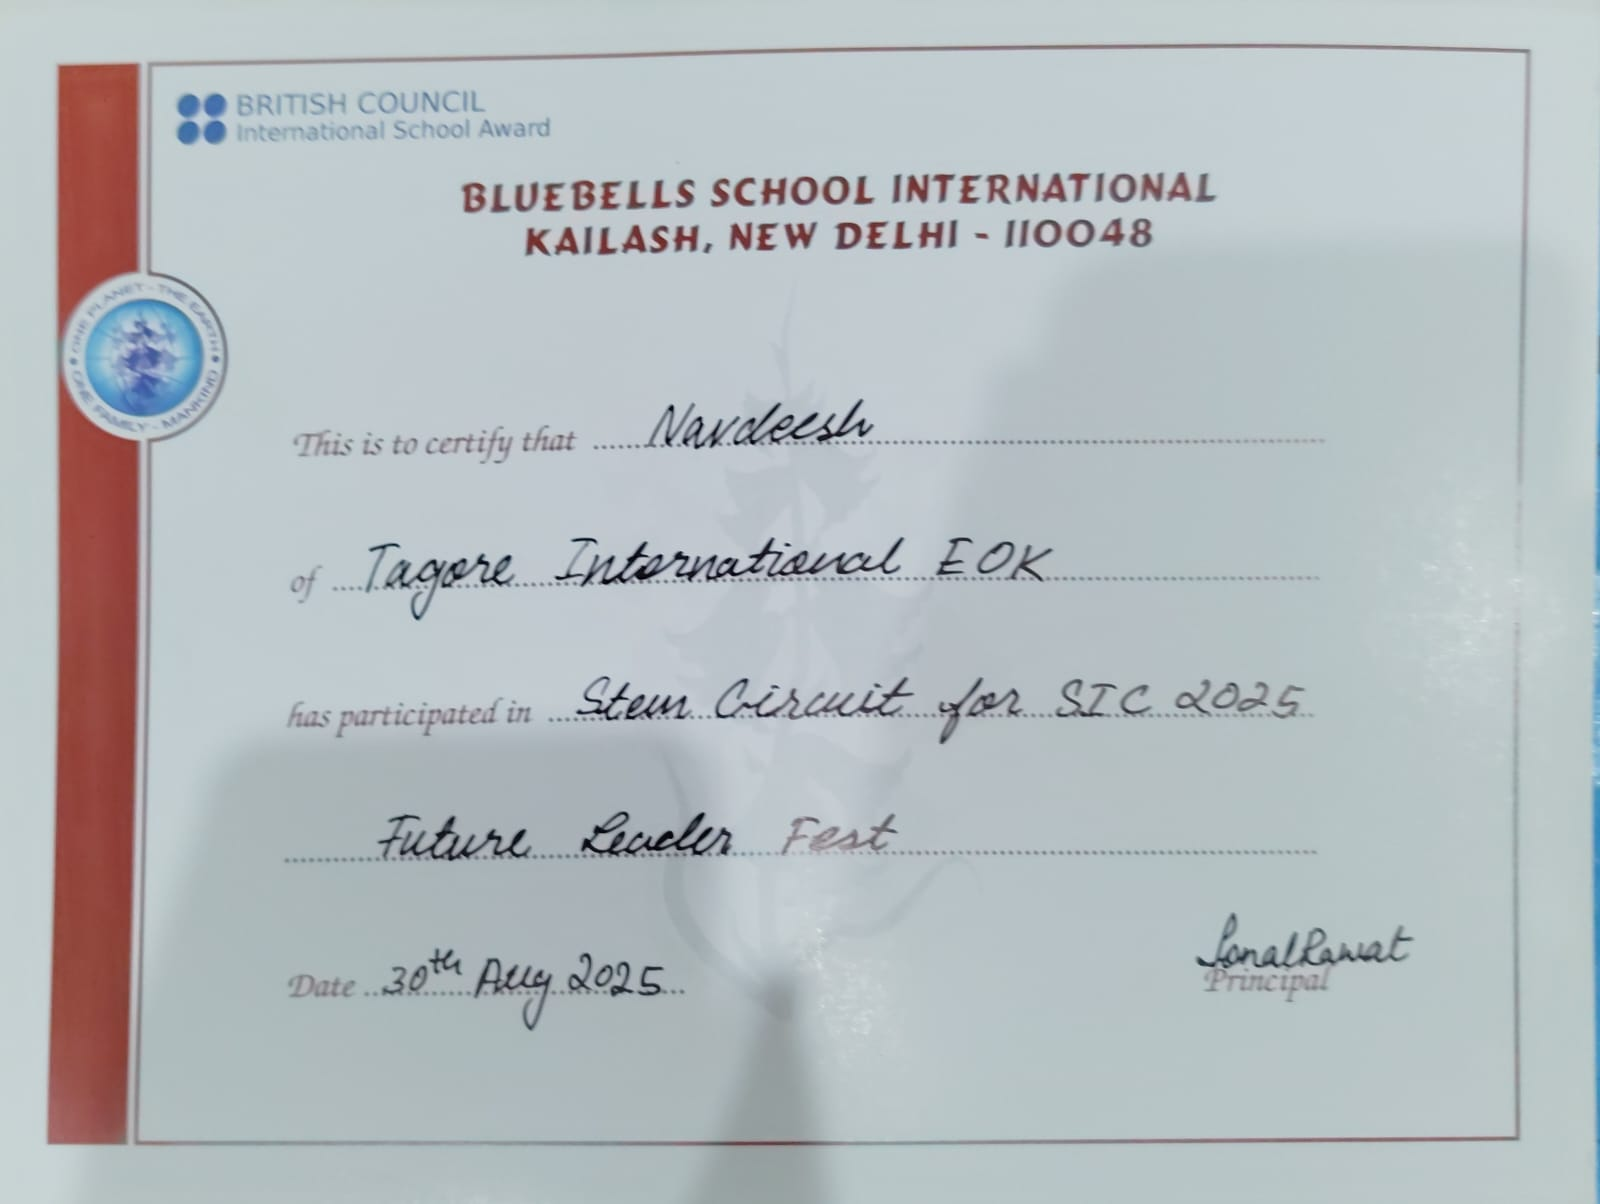 BRITISH COUNCIL
International School Award
BLUEBELLS SCHOOL INTERNATIONAL
KAILASH, NEW DELHI - 110048
ONE PLANET - THE EARTH • ONE FAMILY - MANKIND •
This is to certify that Navdeesh
of Tagore International EOK
has participated in Stem Circuit for SIC 2025
Future Leader Fest
Date 30th Aug 2025
Sonal Rawat
Principal